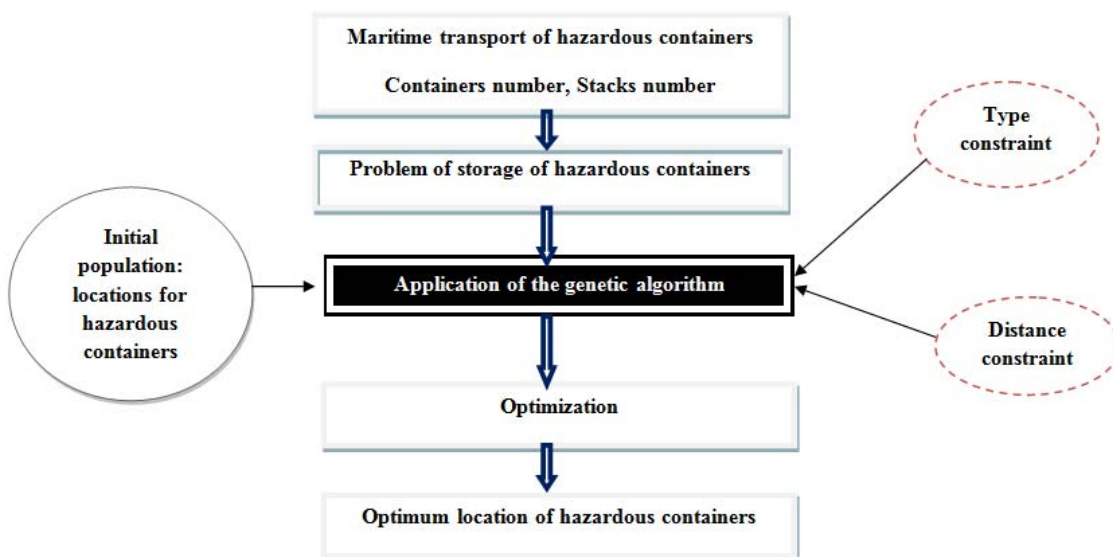 Maritime transport of hazardous containers
Containers number, Stacks number
Type
constraint
Problem of storage of hazardous containers
Initial
population:
locations for
hazardous
containers
Application of the genetic algorithm
Distance
constraint
Optimization
Optimum location of hazardous containers